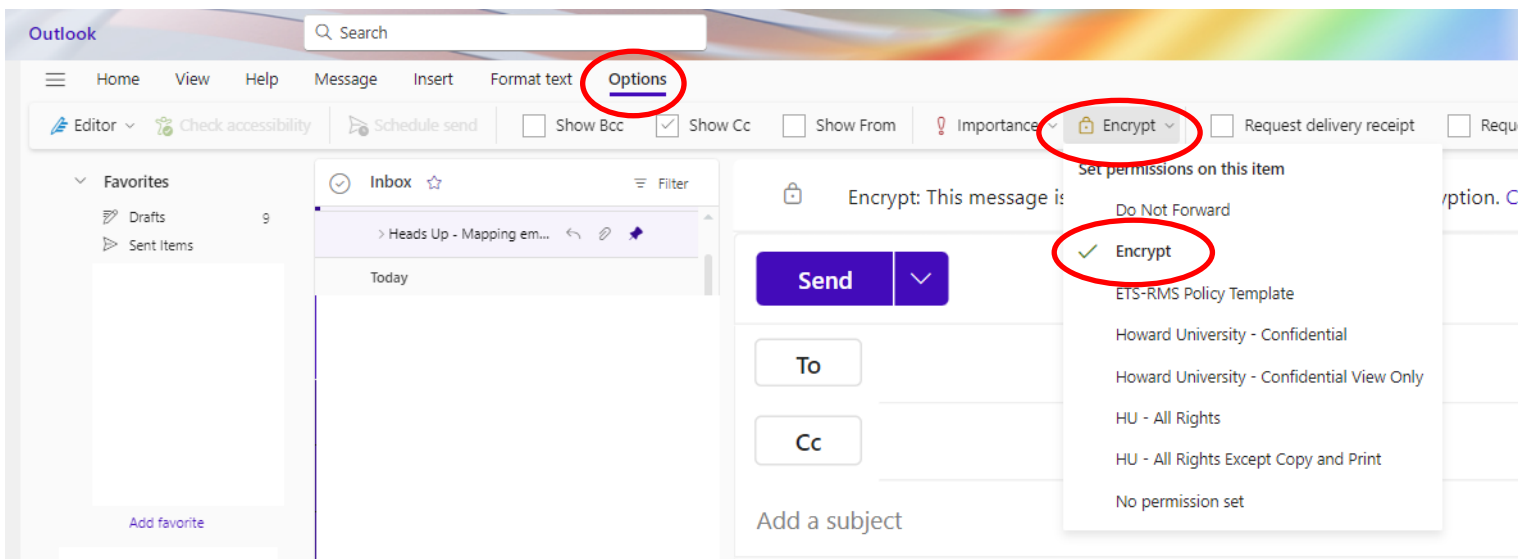 Outlook
Search
Home View Help Message Insert Format text Options
Editor Check accessibility Schedule send Show Bcc Show Cc Show From Importance Encrypt Request delivery receipt Requ
Favorites
Drafts 9
Sent Items
Add favorite
Inbox Filter
Heads Up - Mapping em...
Today
Encrypt: This message is
yption. C
Send
To
Cc
Add a subject
Set permissions on this item
Do Not Forward
Encrypt
ETS-RMS Policy Template
Howard University - Confidential
Howard University - Confidential View Only
HU - All Rights
HU - All Rights Except Copy and Print
No permission set